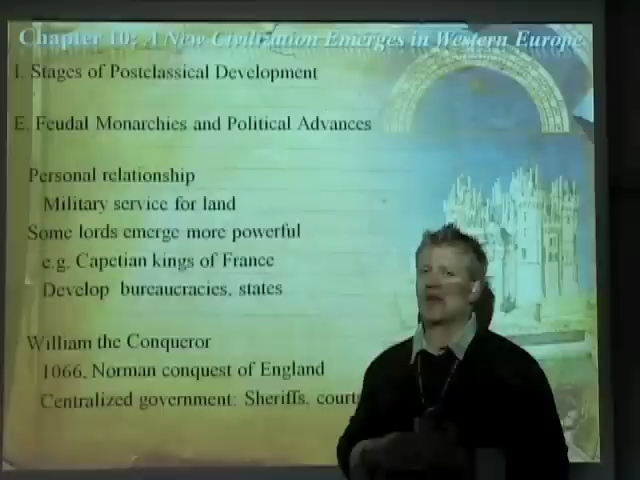 Chapter 10: A New Civilization Emerges in Western Europe
I. Stages of Postclassical Development
E. Feudal Monarchies and Political Advances
Personal relationship
Military service for land
Some lords emerge more powerful
e.g. Capetian kings of France
Develop bureaucracies, states
William the Conqueror
1066, Norman conquest of England
Centralized government: Sheriffs, court